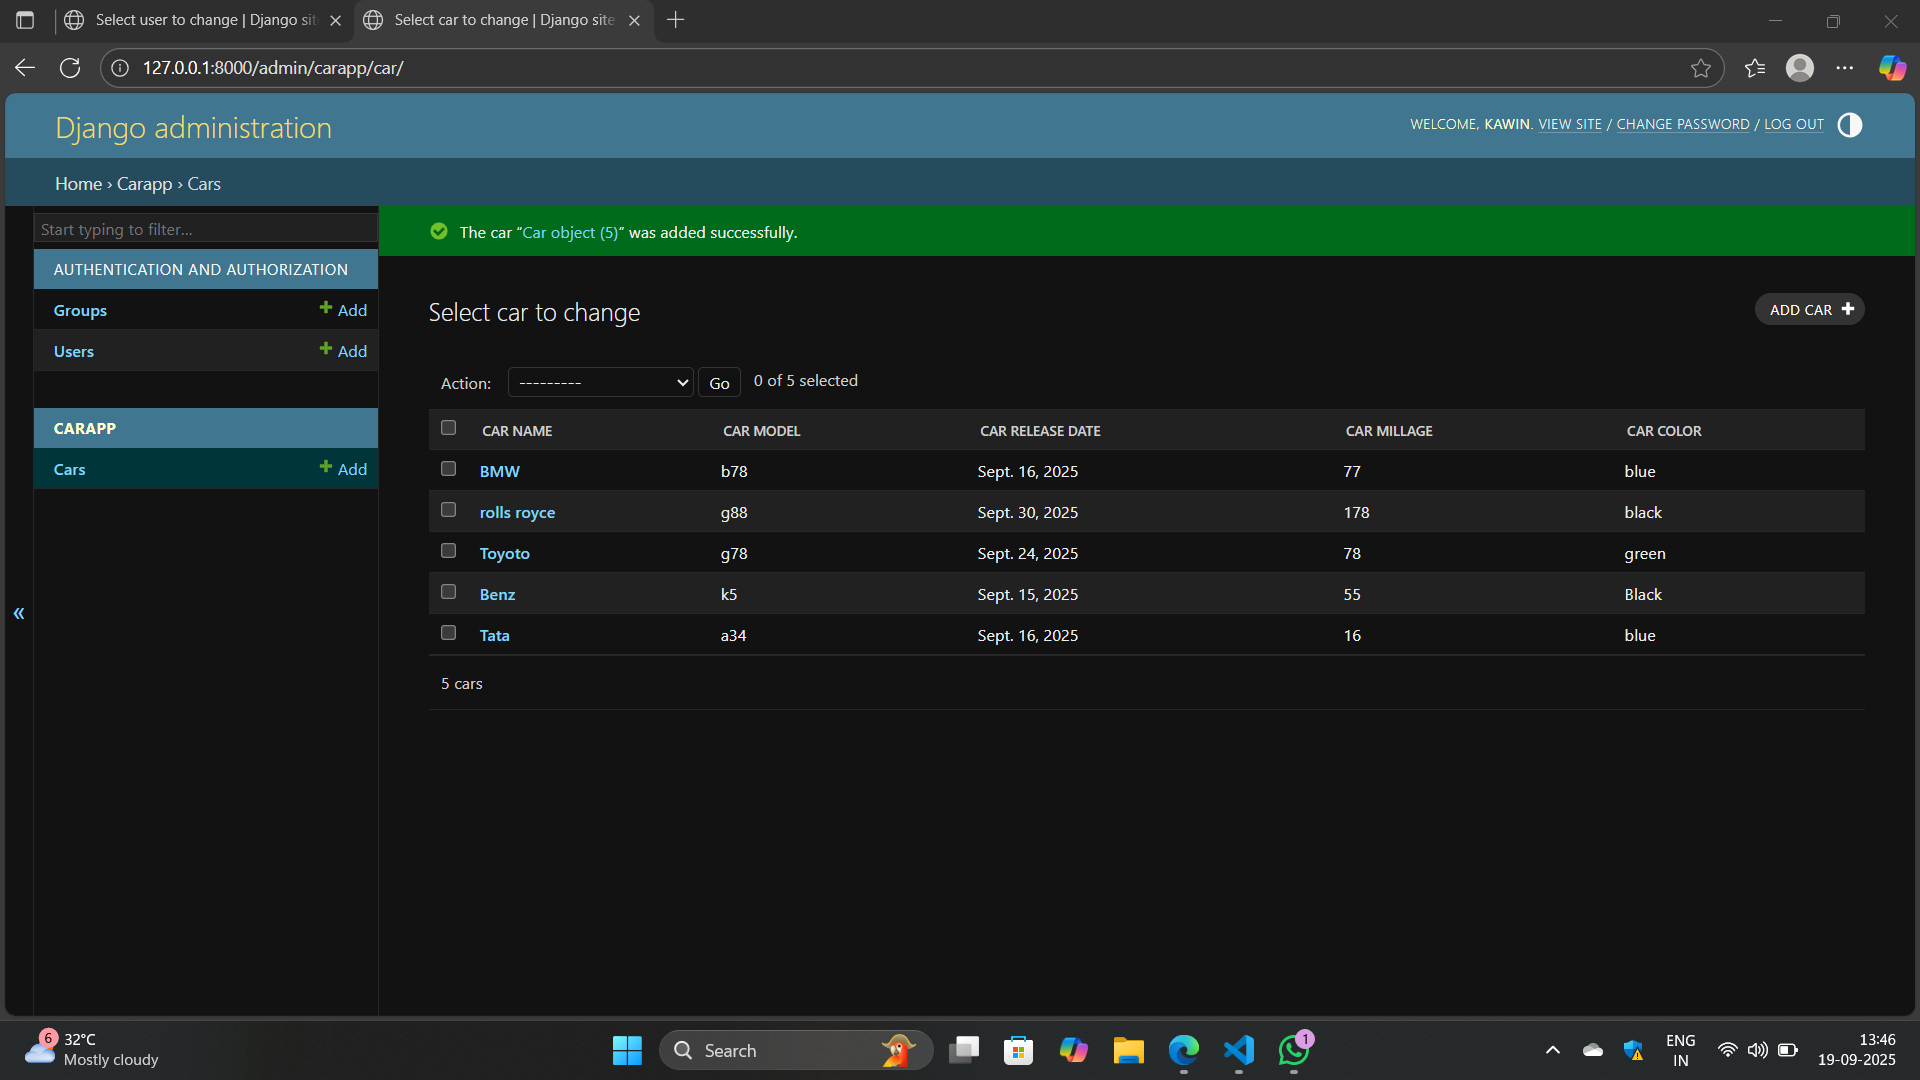 Select user to change | Django sit
Select car to change | Django site
127.0.0.1:8000/admin/carapp/car/
Django administration
WELCOME, KAWIN. VIEW SITE / CHANGE PASSWORD / LOG OUT
Home › Carapp › Cars
Start typing to filter...
The car “Car object (5)” was added successfully.
AUTHENTICATION AND AUTHORIZATION
Groups Add
Users Add
CARAPP
Cars Add
«
Select car to change
ADD CAR
Action: --------- Go 0 of 5 selected
CAR NAME CAR MODEL CAR RELEASE DATE CAR MILLAGE CAR COLOR
BMW b78 Sept. 16, 2025 77 blue
rolls royce g88 Sept. 30, 2025 178 black
Toyoto g78 Sept. 24, 2025 78 green
Benz k5 Sept. 15, 2025 55 Black
Tata a34 Sept. 16, 2025 16 blue
5 cars
6
32°C
Mostly cloudy
Search
1
ENG
IN
13:46
19-09-2025